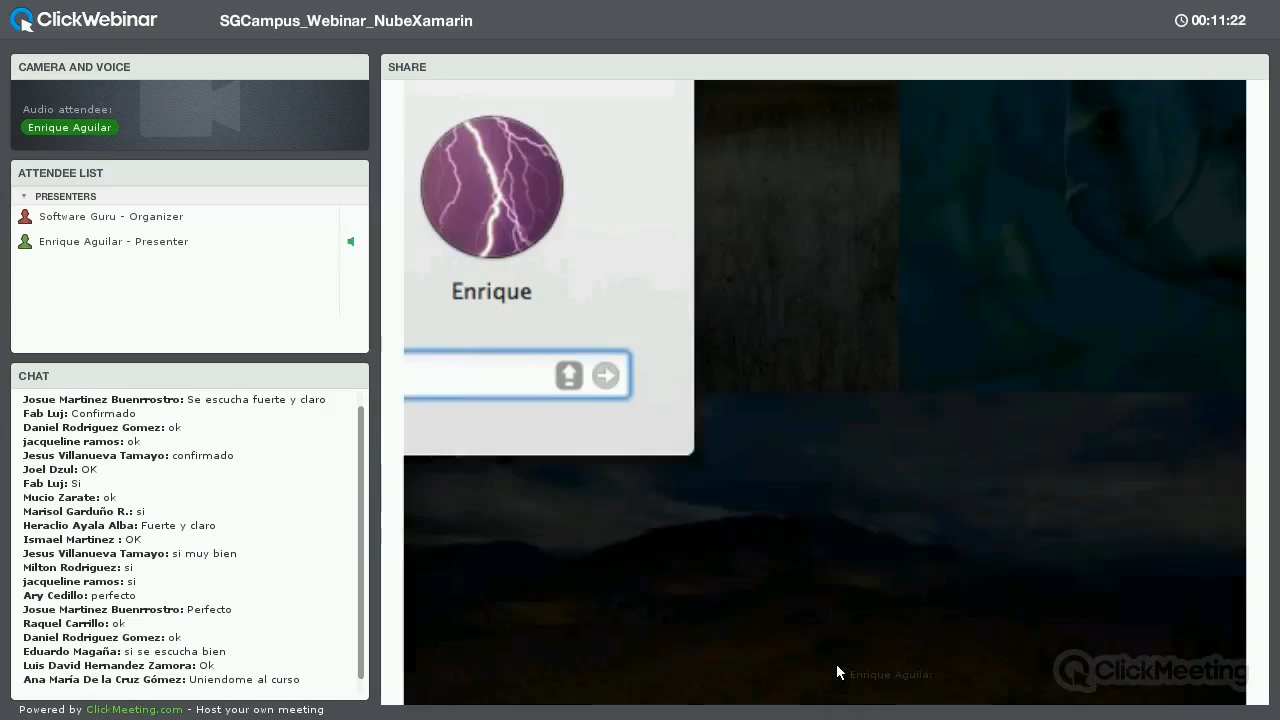 ClickWebinar
SGCampus_Webinar_NubeXamarin
00:11:22
CAMERA AND VOICE
Audio attendee:
Enrique Aguilar
ATTENDEE LIST
PRESENTERS
Software Guru - Organizer
Enrique Aguilar - Presenter
CHAT
Josue Martinez Buenrrostro: Se escucha fuerte y claro
Fab Luj: Confirmado
Daniel Rodriguez Gomez: ok
jacqueline ramos: ok
Jesus Villanueva Tamayo: confirmado
Joel Dzul: OK
Fab Luj: Si
Mucio Zarate: ok
Marisol Garduño R.: si
Heraclio Ayala Alba: Fuerte y claro
Ismael Martinez : OK
Jesus Villanueva Tamayo: si muy bien
Milton Rodriguez: si
jacqueline ramos: si
Ary Cedillo: perfecto
Josue Martinez Buenrrostro: Perfecto
Raquel Carrillo: ok
Daniel Rodriguez Gomez: ok
Eduardo Magaña: si se escucha bien
Luis David Hernandez Zamora: Ok
Ana María De la Cruz Gómez: Uniendome al curso
Powered by ClickMeeting.com - Host your own meeting
SHARE
Enrique
Enrique Aguilar
ClickMeeting